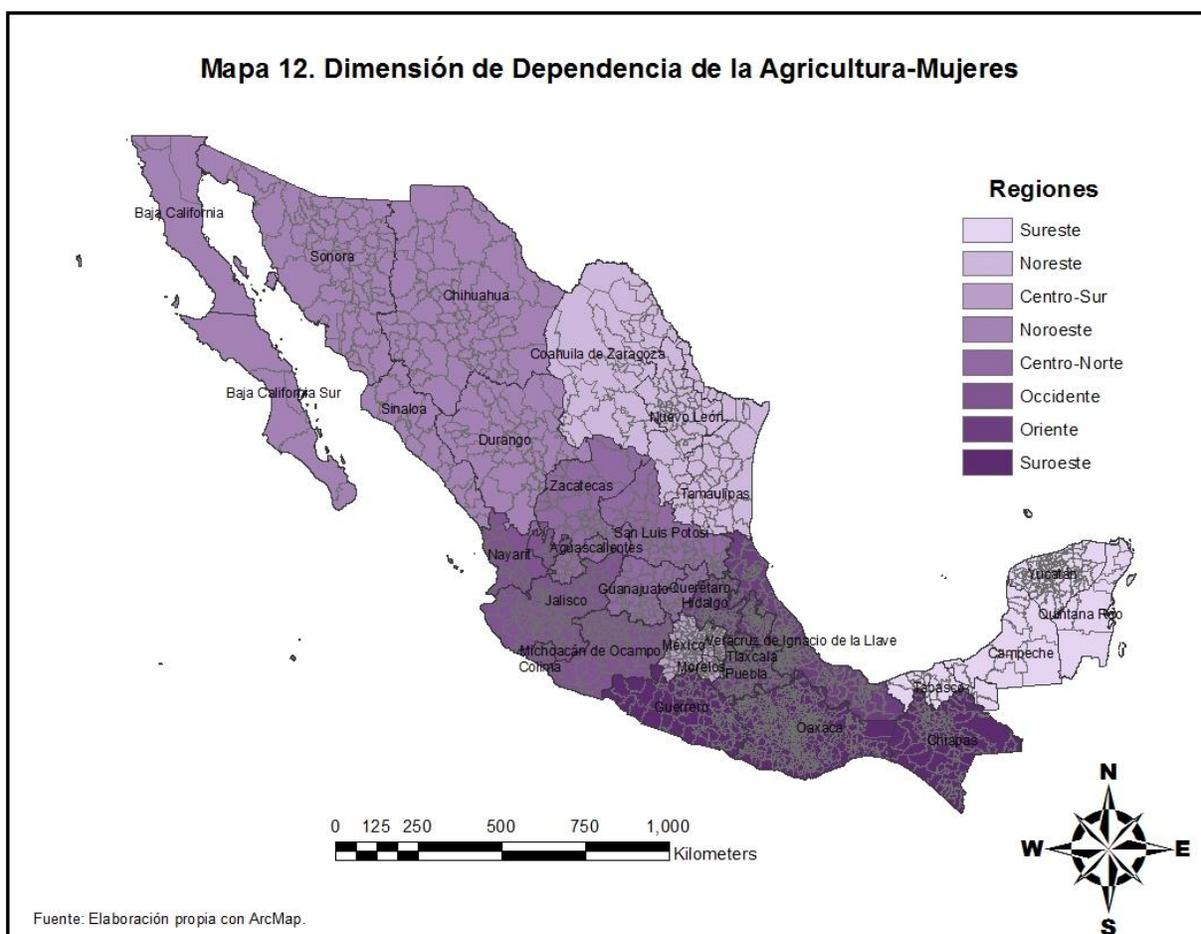 Mapa 12. Dimensión de Dependencia de la Agricultura-Mujeres
Regiones
Sureste
Noreste
Centro-Sur
Noroeste
Centro-Norte
Occidente
Oriente
Suroeste
Baja California
Sonora
Chihuahua
Coahuila de Zaragoza
Baja California Sur
Sinaloa
Nuevo León
Durango
Zacatecas
Tamaulipas
San Luis Potosí
Nayarit
Aguascalientes
Guanajuato
Querétaro
Jalisco
Hidalgo
Yucatán
Quintana Roo
México
Veracruz de Ignacio de la Llave
Michoacán de Ocampo
Tlaxcala
Campeche
Colima
Morelos
Puebla
Tabasco
Guerrero
Oaxaca
Chiapas
0 125 250 500 750 1,000
Kilometers
N
W
E
S
Fuente: Elaboración propia con ArcMap.